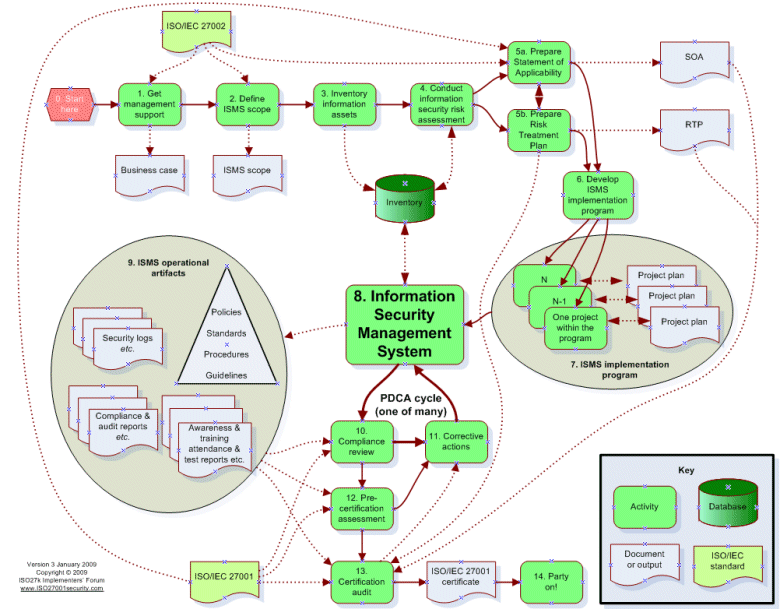 ISO/IEC 27002
0. Start
here
1. Get
management
support
2. Define
ISMS scope
3. Inventory
information
assets
4. Conduct
information
security risk
assessment
5a. Prepare
Statement of
Applicability
SOA
5b. Prepare
Risk
Treatment
Plan
RTP
Business case
ISMS scope
Inventory
6. Develop
ISMS
implementation
program
9. ISMS operational
artifacts
Policies
Standards
Procedures
Guidelines
Security logs
etc.
Compliance &
audit reports
etc.
Awareness &
training
attendance &
test reports etc.
8. Information
Security
Management
System
N
N-1
One project
within the
program
Project plan
Project plan
Project plan
7. ISMS implementation
program
PDCA cycle
(one of many)
10.
Compliance
review
11. Corrective
actions
12. Pre-
certification
assessment
ISO/IEC 27001
13.
Certification
audit
ISO/IEC 27001
certificate
14. Party
on!
Key
Activity
Database
Document
or output
ISO/IEC
standard
Version 3 January 2009
Copyright © 2009
ISO27k Implementers' Forum
www.ISO27001security.com